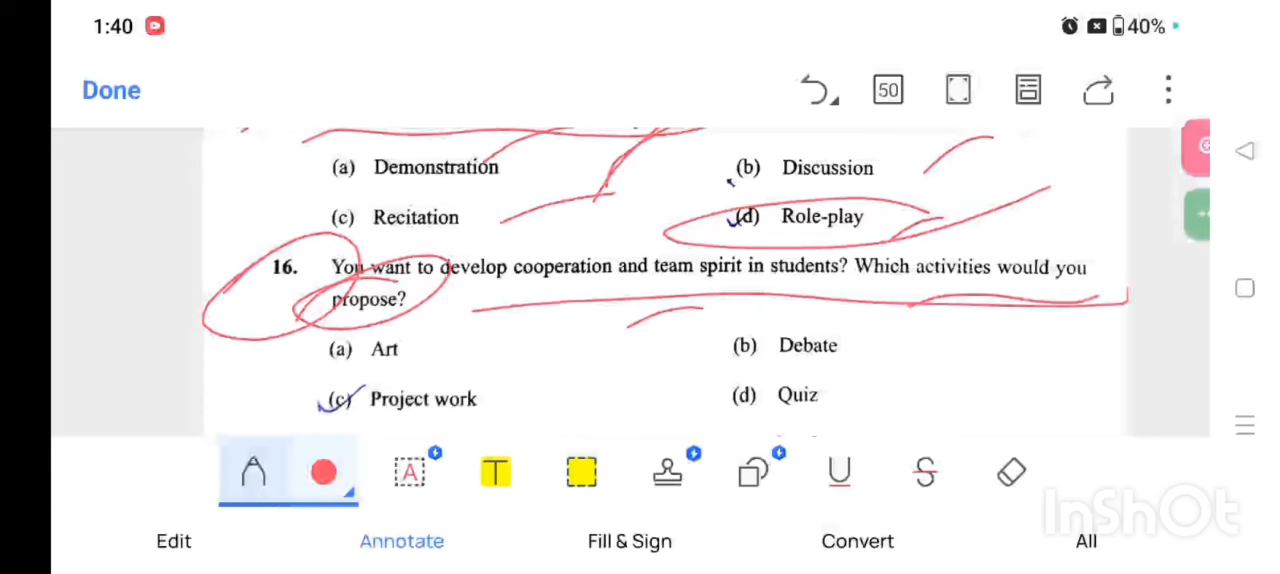 1:40 40%
Done 50
(a) Demonstration (b) Discussion
(c) Recitation (d) Role-play
16. You want to develop cooperation and team spirit in students? Which activities would you
propose?
(a) Art (b) Debate
(c) Project work (d) Quiz
A T U S
InShOt
Edit Annotate Fill & Sign Convert All